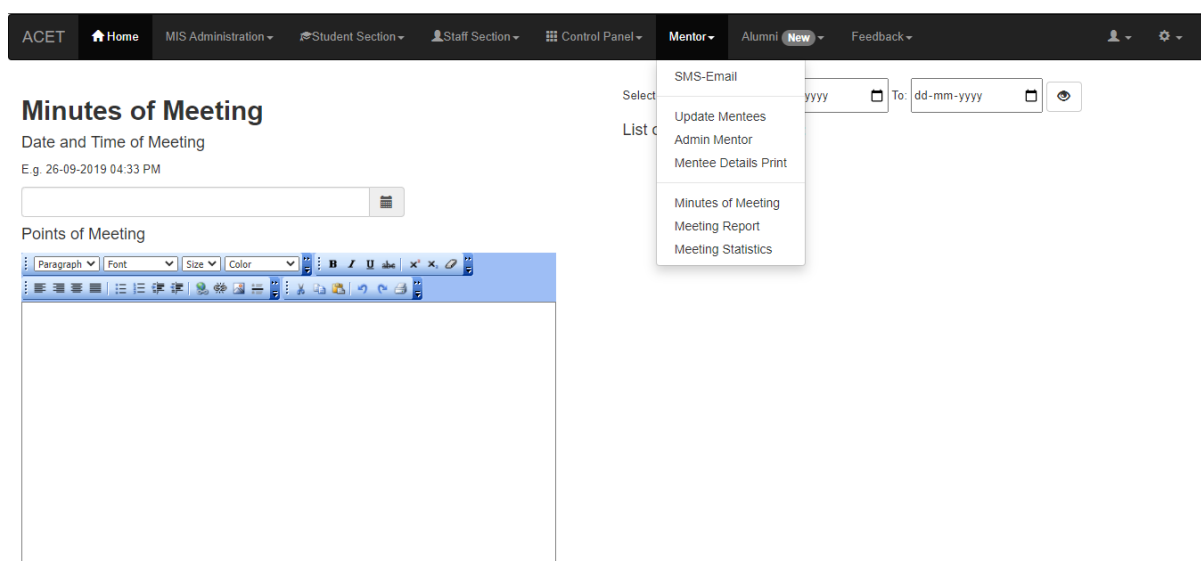 ACET Home MIS Administration Student Section Staff Section Control Panel Mentor Alumni New Feedback
Minutes of Meeting
Date and Time of Meeting
E.g. 26-09-2019 04:33 PM
Points of Meeting
Paragraph Font Size Color
B I U abc x² x₂
SMS-Email
Update Mentees
Admin Mentor
Mentee Details Print
Minutes of Meeting
Meeting Report
Meeting Statistics
Select yyyy To: dd-mm-yyyy
List